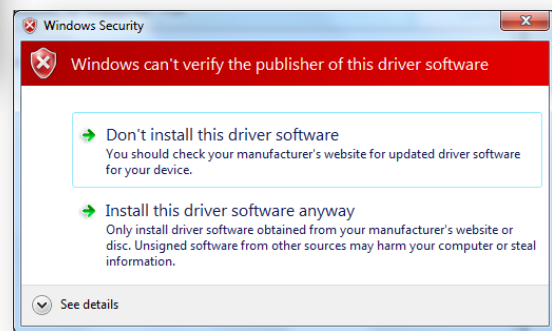 Windows Security
Windows can't verify the publisher of this driver software
Don't install this driver software
You should check your manufacturer's website for updated driver software
for your device.
Install this driver software anyway
Only install driver software obtained from your manufacturer's website or
disc. Unsigned software from other sources may harm your computer or steal
information.
See details